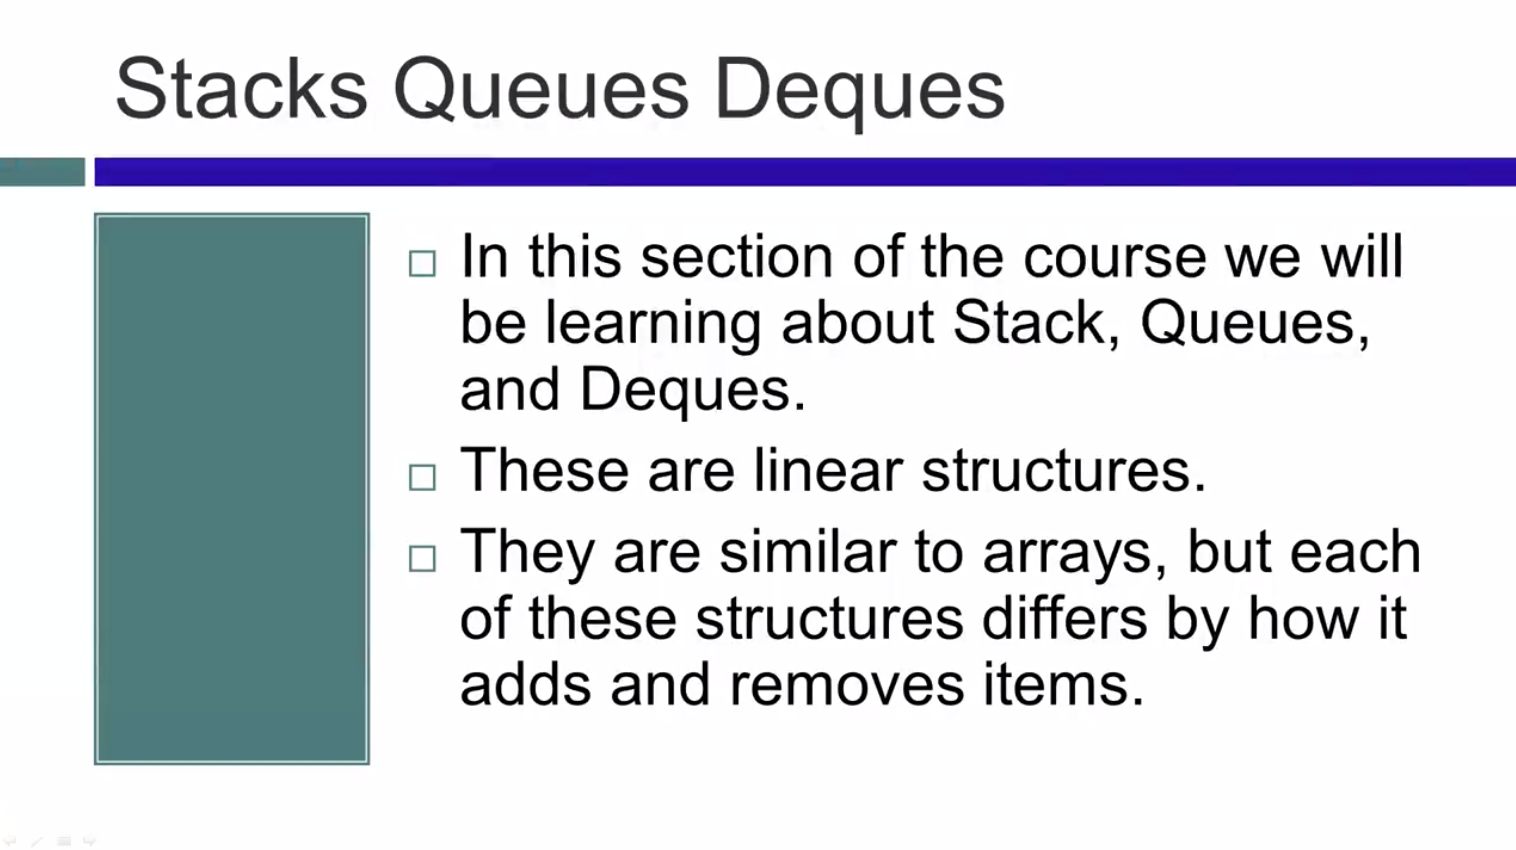 Stacks Queues Deques
In this section of the course we will
be learning about Stack, Queues,
and Deques.
These are linear structures.
They are similar to arrays, but each
of these structures differs by how it
adds and removes items.